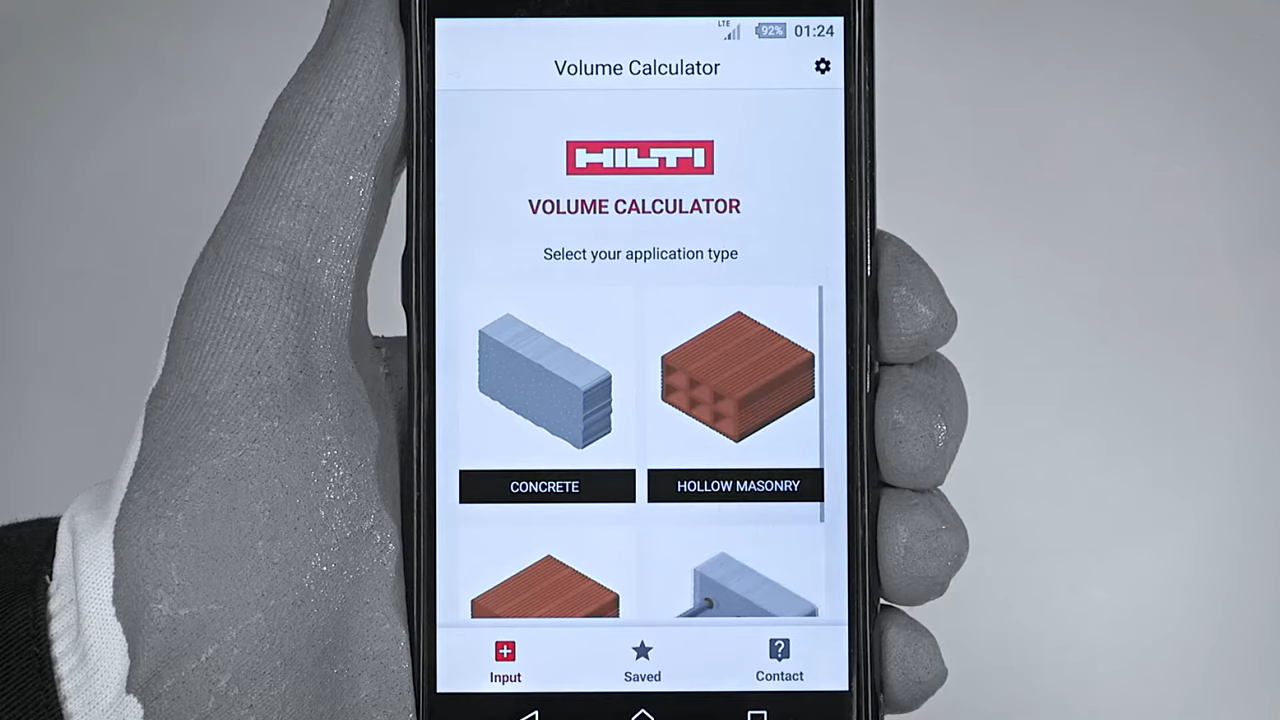 LTE 92% 01:24
Volume Calculator
HILTI
VOLUME CALCULATOR
Select your application type
CONCRETE HOLLOW MASONRY
Input Saved Contact